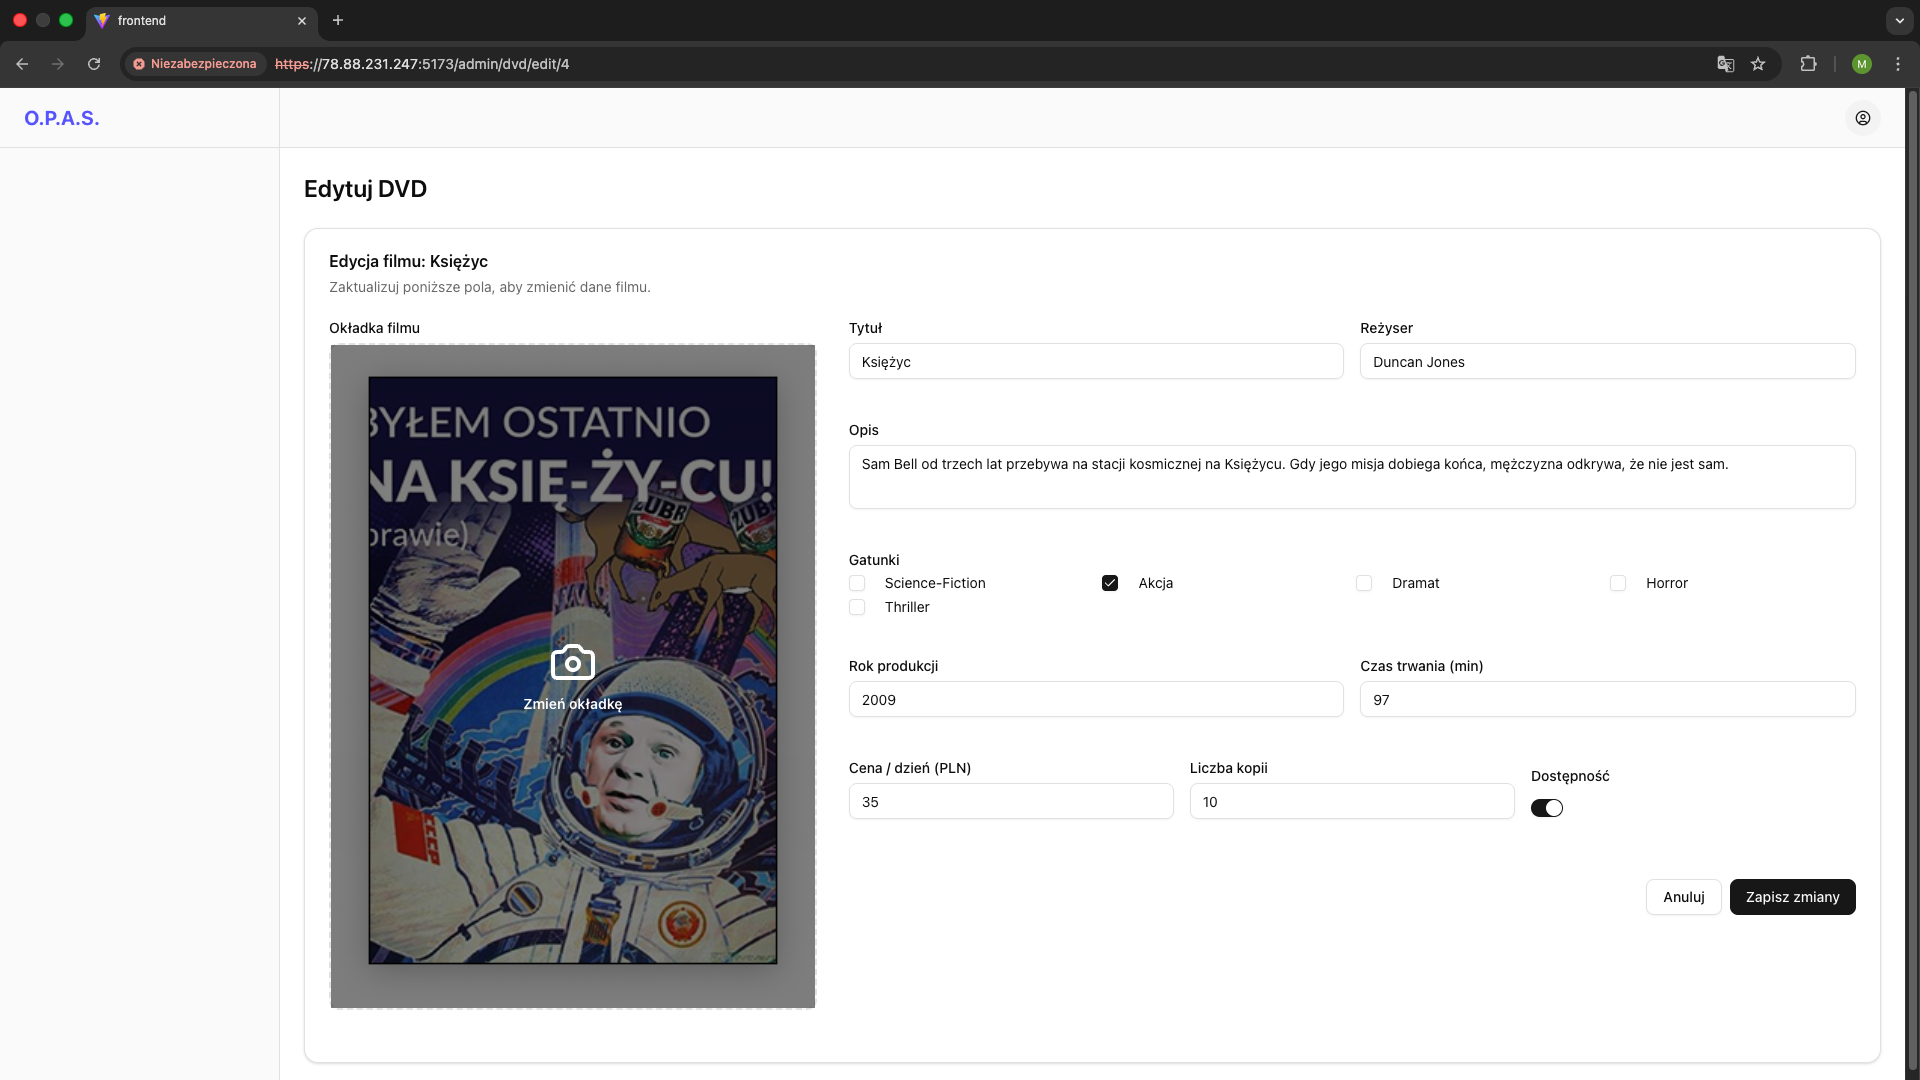 frontend
Niezabezpieczona
https://78.88.231.247:5173/admin/dvd/edit/4
M
O.P.A.S.
Edytuj DVD
Edycja filmu: Księżyc
Zaktualizuj poniższe pola, aby zmienić dane filmu.
Okładka filmu
BYŁEM OSTATNIO
NA KSIĘ-ŻY-CU!
prawie)
ŻUBR
ŻUBR
Zmień okładkę
Tytuł
Księżyc
Reżyser
Duncan Jones
Opis
Sam Bell od trzech lat przebywa na stacji kosmicznej na Księżycu. Gdy jego misja dobiega końca, mężczyzna odkrywa, że nie jest sam.
Gatunki
Science-Fiction
Akcja
Dramat
Horror
Thriller
Rok produkcji
2009
Czas trwania (min)
97
Cena / dzień (PLN)
35
Liczba kopii
10
Dostępność
Anuluj
Zapisz zmiany